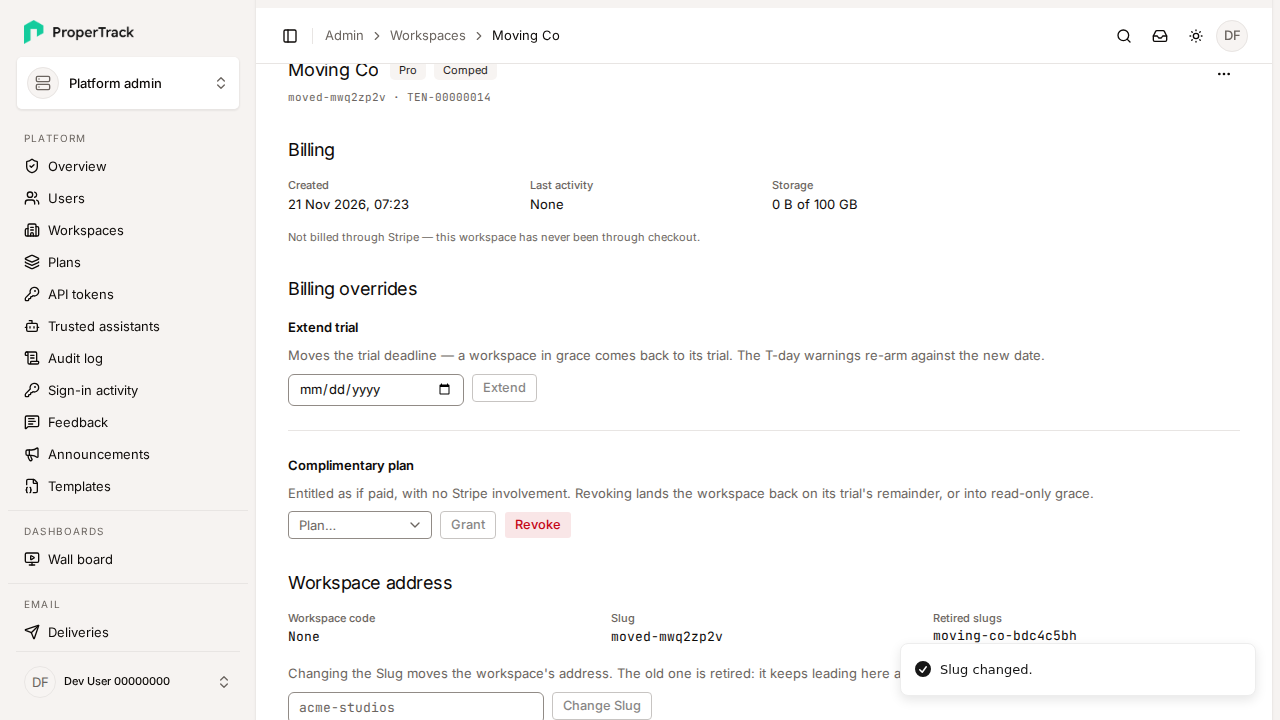 ProperTrack
Platform admin
PLATFORM
Overview
Users
Workspaces
Plans
API tokens
Trusted assistants
Audit log
Sign-in activity
Feedback
Announcements
Templates
DASHBOARDS
Wall board
EMAIL
Deliveries
DF
Dev User 00000000
Admin > Workspaces > Moving Co
DF
Moving Co Pro Comped
moved-mwq2zp2v · TEN-00000014
Billing
Created Last activity Storage
21 Nov 2026, 07:23 None 0 B of 100 GB
Not billed through Stripe — this workspace has never been through checkout.
Billing overrides
Extend trial
Moves the trial deadline — a workspace in grace comes back to its trial. The T-day warnings re-arm against the new date.
mm/dd/yyyy Extend
Complimentary plan
Entitled as if paid, with no Stripe involvement. Revoking lands the workspace back on its trial's remainder, or into read-only grace.
Plan... Grant Revoke
Workspace address
Workspace code Slug Retired slugs
None moved-mwq2zp2v moving-co-bdc4c5bh
Changing the Slug moves the workspace's address. The old one is retired: it keeps leading here a
acme-studios Change Slug
Slug changed.